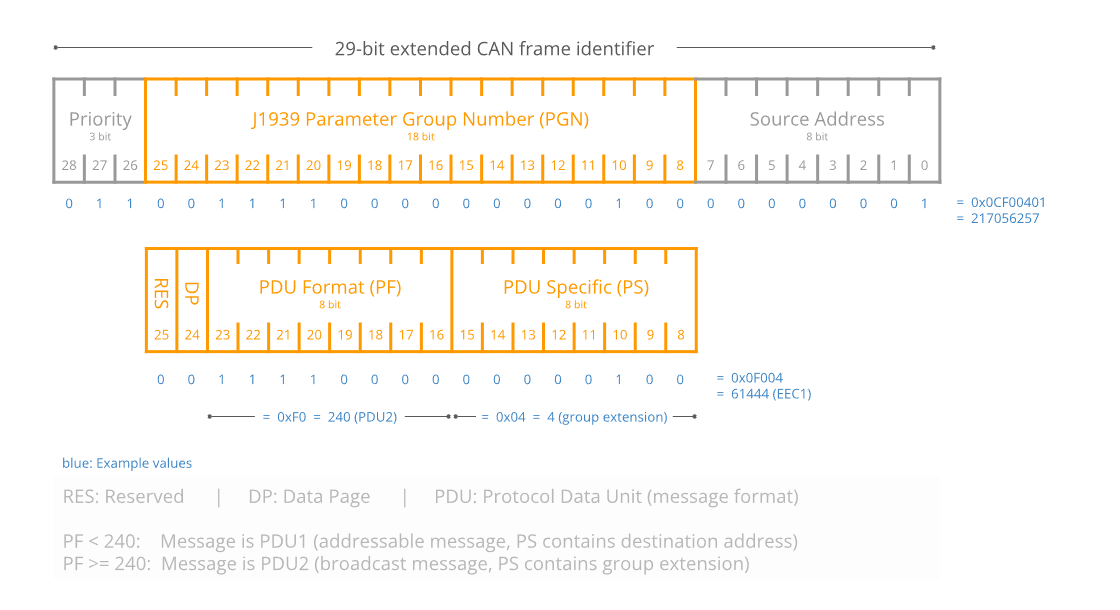 29-bit extended CAN frame identifier
Priority J1939 Parameter Group Number (PGN) Source Address
3 bit 18 bit 8 bit
28 27 26 25 24 23 22 21 20 19 18 17 16 15 14 13 12 11 10 9 8 7 6 5 4 3 2 1 0
0 1 1 0 0 1 1 1 1 0 0 0 0 0 0 0 0 0 1 0 0 0 0 0 0 0 0 0 1 = 0x0CF00401
= 217056257
RES DP PDU Format (PF) PDU Specific (PS)
8 bit 8 bit
25 24 23 22 21 20 19 18 17 16 15 14 13 12 11 10 9 8
0 0 1 1 1 1 0 0 0 0 0 0 0 0 0 1 0 0 = 0x0F004
= 61444 (EEC1)
= 0xF0 = 240 (PDU2) = 0x04 = 4 (group extension)
blue: Example values
RES: Reserved | DP: Data Page | PDU: Protocol Data Unit (message format)
PF < 240: Message is PDU1 (addressable message, PS contains destination address)
PF >= 240: Message is PDU2 (broadcast message, PS contains group extension)